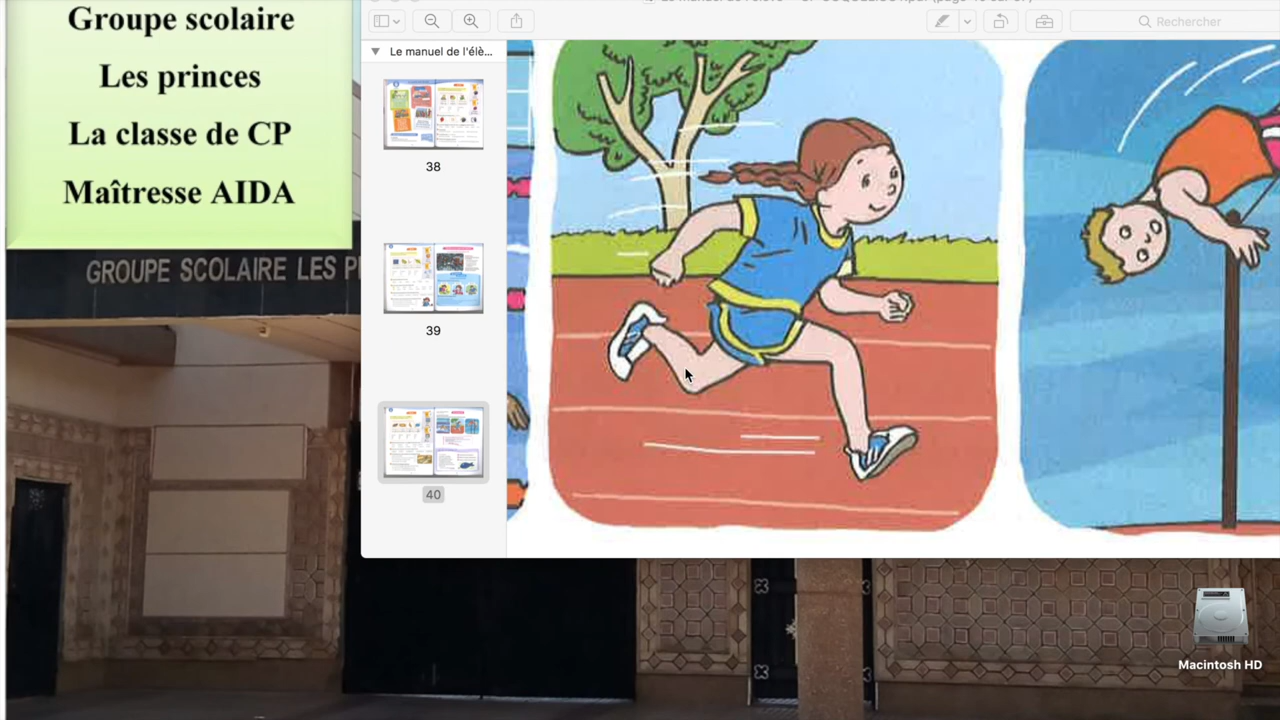 Groupe scolaire
Les princes
La classe de CP
Maîtresse AIDA
GROUPE SCOLAIRE LES P
Rechercher
Le manuel de l'élè...
38
39
40
Macintosh HD